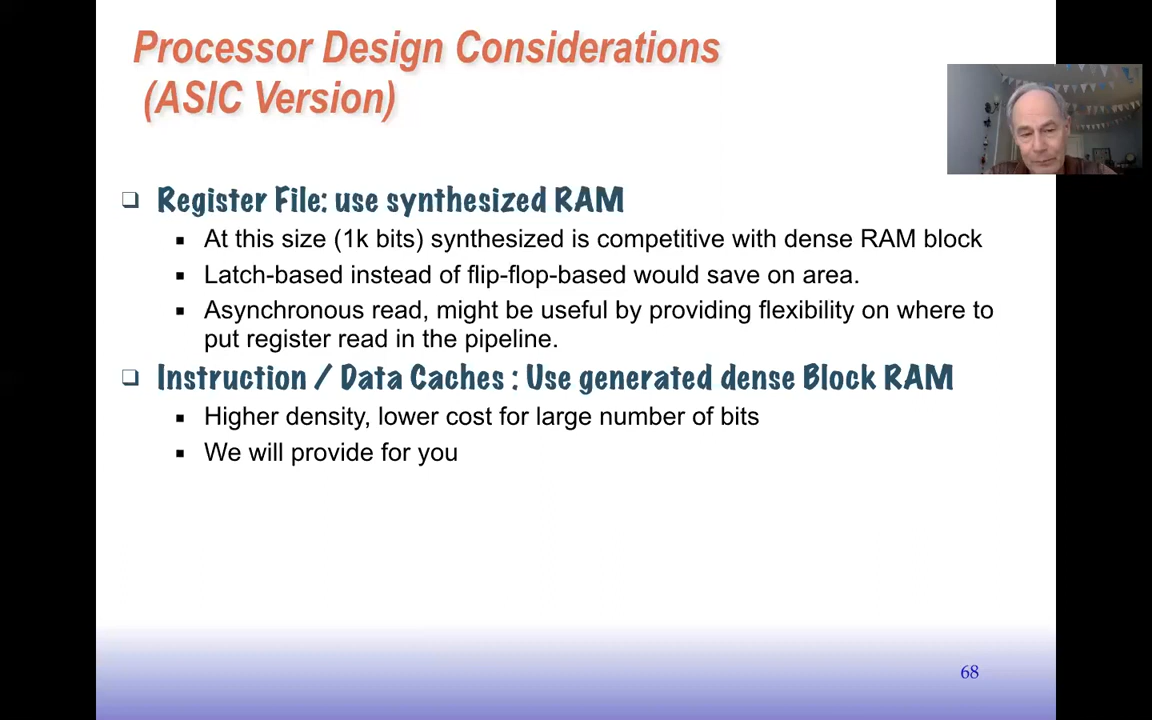 Processor Design Considerations
(ASIC Version)
❑ Register File: use synthesized RAM
▪ At this size (1k bits) synthesized is competitive with dense RAM block
▪ Latch-based instead of flip-flop-based would save on area.
▪ Asynchronous read, might be useful by providing flexibility on where to
put register read in the pipeline.
❑ Instruction / Data Caches : Use generated dense Block RAM
▪ Higher density, lower cost for large number of bits
▪ We will provide for you
68